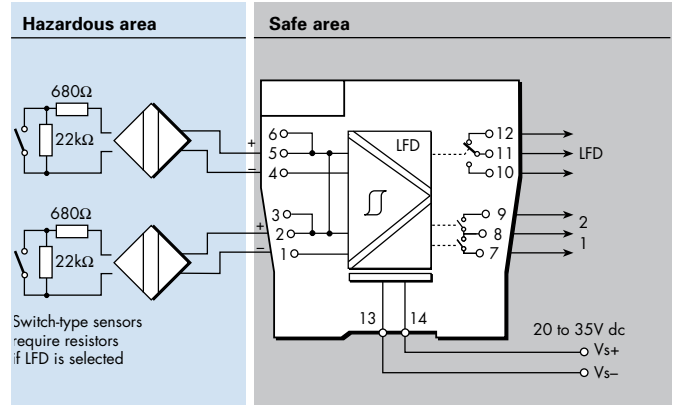 Hazardous area
Safe area
680Ω
22kΩ
+
–
6
5
4
LFD
12
11
10
LFD
680Ω
22kΩ
+
–
3
2
1
9
8
7
2
1
Switch-type sensors
require resistors
if LFD is selected
13
14
20 to 35V dc
Vs+
Vs–